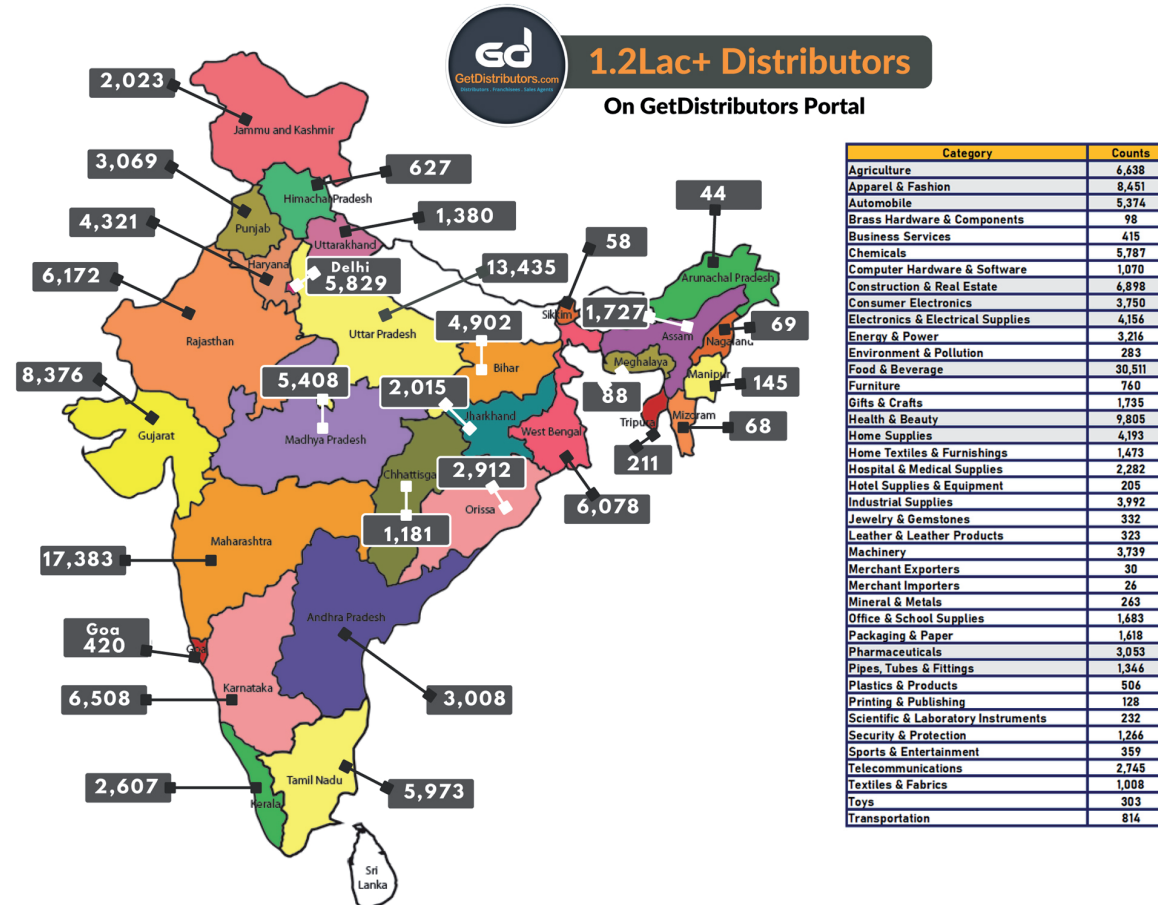 Gd
GetDistributors.com
Distributors . Franchisees . Sales Agents
1.2Lac+ Distributors
On GetDistributors Portal
2,023
Jammu and Kashmir
3,069
627
Himachal Pradesh
Punjab
4,321
1,380
Uttarakhand
44
Haryana
Delhi
5,829
6,172
13,435
58
Arunachal Pradesh
Rajasthan
Uttar Pradesh
4,902
Sikkim
1,727
Assam
69
Nagaland
Bihar
Meghalaya
Manipur
145
8,376
5,408
2,015
88
Gujarat
Madhya Pradesh
Jharkhand
West Bengal
Tripura
Mizoram
68
211
Chhattisga
2,912
Orissa
6,078
1,181
17,383
Maharashtra
Goa
420
Goa
Andhra Pradesh
6,508
Karnataka
3,008
2,607
Kerala
Tamil Nadu
5,973
Sri
Lanka
Category Counts
Agriculture 6,638
Apparel & Fashion 8,451
Automobile 5,374
Brass Hardware & Components 98
Business Services 415
Chemicals 5,787
Computer Hardware & Software 1,070
Construction & Real Estate 6,898
Consumer Electronics 3,750
Electronics & Electrical Supplies 4,156
Energy & Power 3,216
Environment & Pollution 283
Food & Beverage 30,511
Furniture 760
Gifts & Crafts 1,735
Health & Beauty 9,805
Home Supplies 4,193
Home Textiles & Furnishings 1,473
Hospital & Medical Supplies 2,282
Hotel Supplies & Equipment 205
Industrial Supplies 3,992
Jewelry & Gemstones 332
Leather & Leather Products 323
Machinery 3,739
Merchant Exporters 30
Merchant Importers 26
Mineral & Metals 263
Office & School Supplies 1,683
Packaging & Paper 1,618
Pharmaceuticals 3,053
Pipes, Tubes & Fittings 1,346
Plastics & Products 506
Printing & Publishing 128
Scientific & Laboratory Instruments 232
Security & Protection 1,266
Sports & Entertainment 359
Telecommunications 2,745
Textiles & Fabrics 1,008
Toys 303
Transportation 814